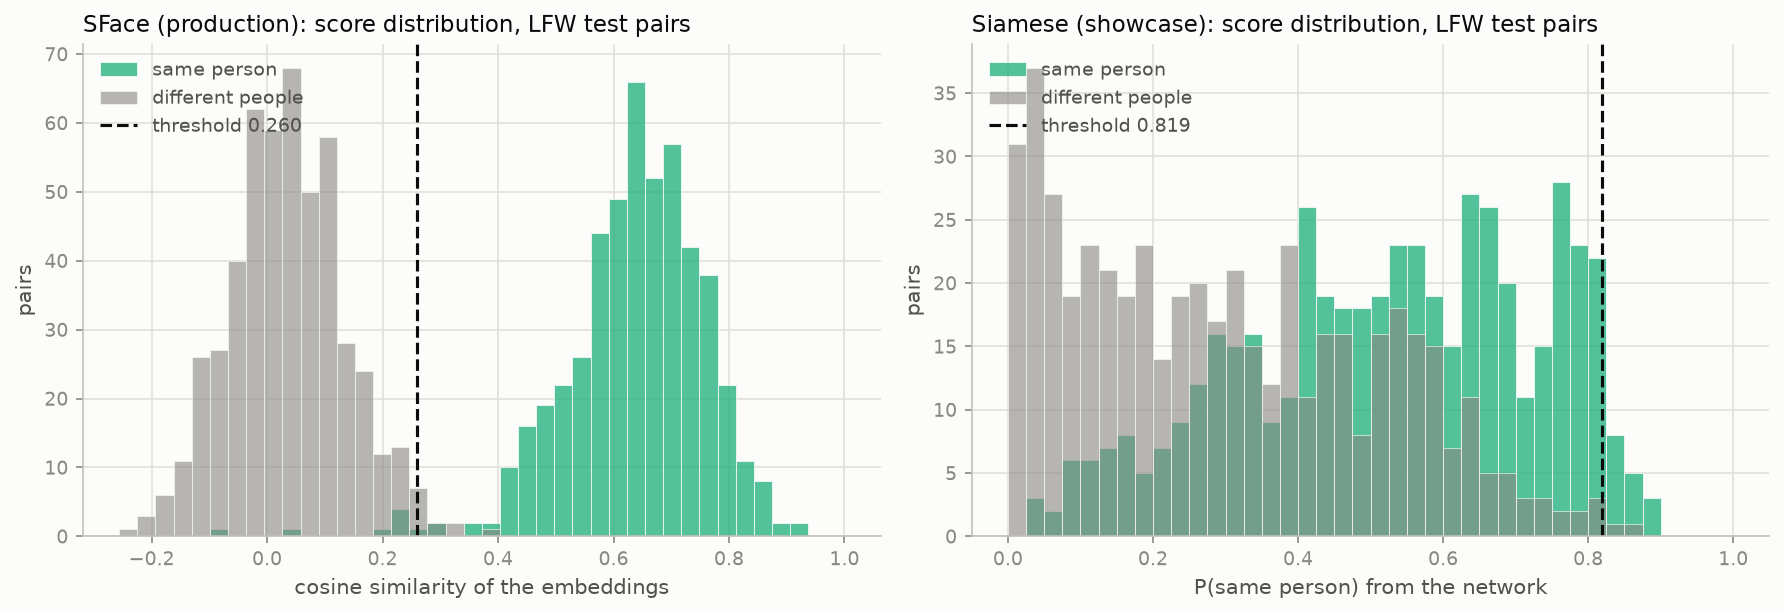 SFace (production): score distribution, LFW test pairs
70
60
50
40
30
20
10
0
pairs
same person
different people
threshold 0.260
−0.2
0.0
0.2
0.4
0.6
0.8
1.0
cosine similarity of the embeddings
Siamese (showcase): score distribution, LFW test pairs
35
30
25
20
15
10
5
0
pairs
same person
different people
threshold 0.819
0.0
0.2
0.4
0.6
0.8
1.0
P(same person) from the network